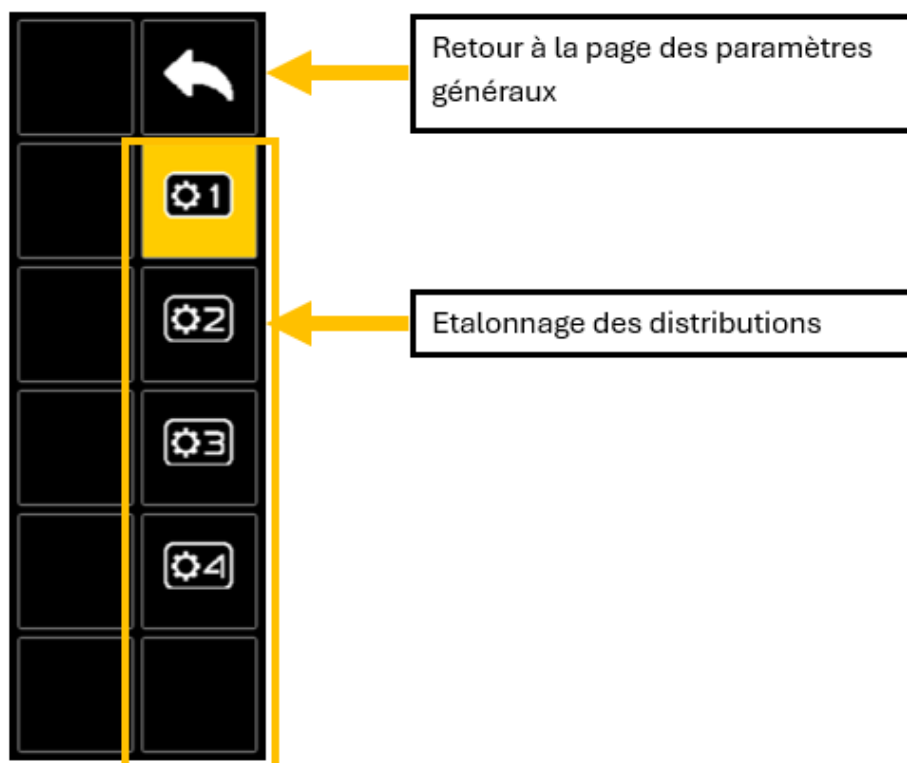 Retour à la page des paramètres
généraux
1
2
Etalonnage des distributions
3
4